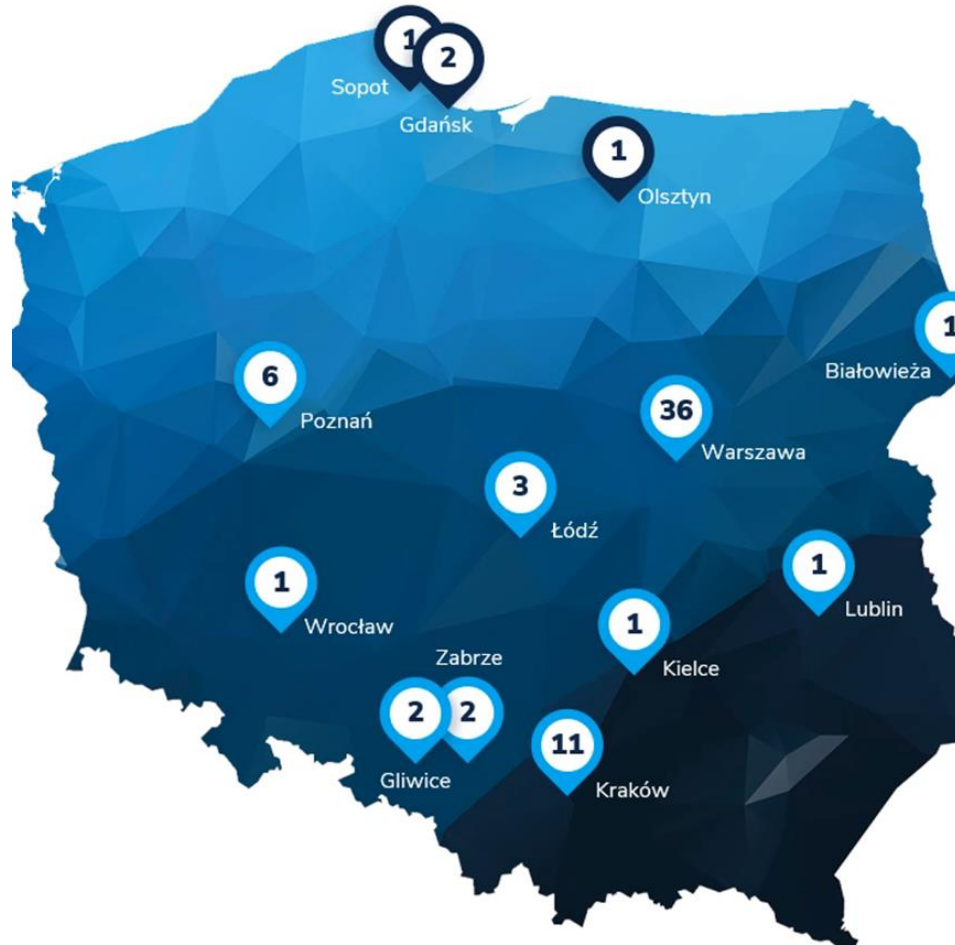 1
2
Sopot
Gdańsk
1
Olsztyn
1
Białowieża
6
Poznań
36
Warszawa
3
Łódź
1
Lublin
1
Wrocław
1
Kielce
Zabrze
2
2
Gliwice
11
Kraków